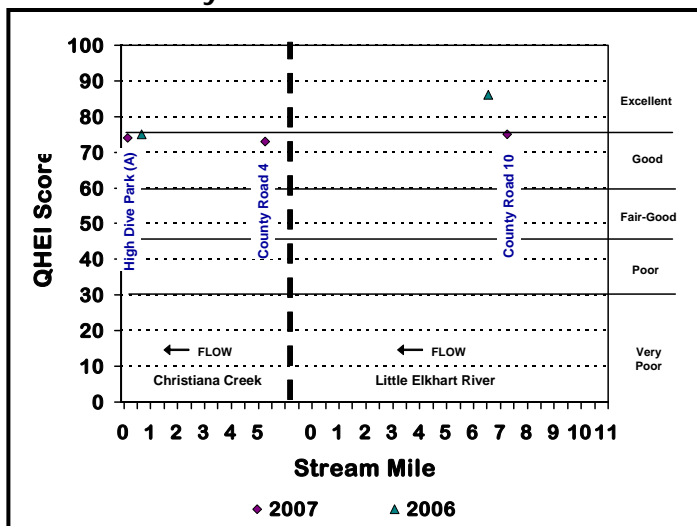 100
90
80
70
60
50
40
30
20
10
0
QHEI Score
Excellent
Good
Fair-Good
Poor
Very
Poor
High Dive Park (A)
County Road 4
County Road 10
FLOW
FLOW
Christiana Creek
Little Elkhart River
0 1 2 3 4 5 0 1 2 3 4 5 6 7 8 9 10 11
Stream Mile
2007 2006